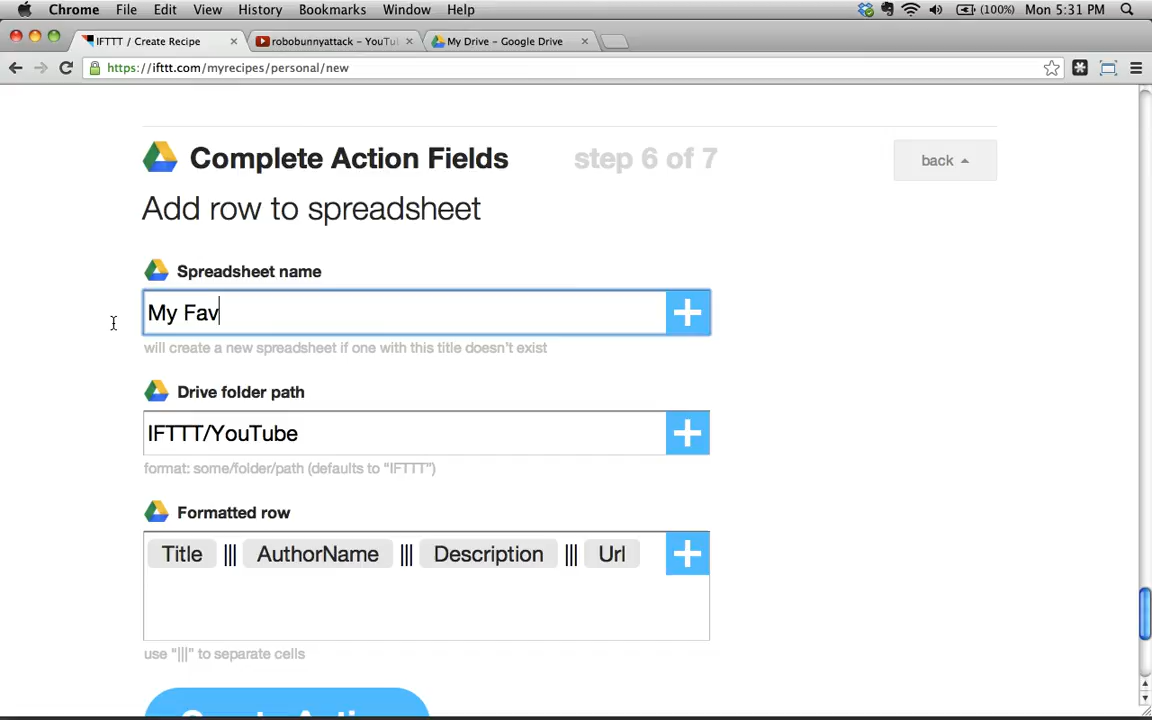 Chrome File Edit View History Bookmarks Window Help (100%) Mon 5:31 PM
IFTTT / Create Recipe robobunnyattack – YouTu My Drive – Google Drive
https://ifttt.com/myrecipes/personal/new
Complete Action Fields step 6 of 7 back
Add row to spreadsheet
Spreadsheet name
My Fav
will create a new spreadsheet if one with this title doesn't exist
Drive folder path
IFTTT/YouTube
format: some/folder/path (defaults to "IFTTT")
Formatted row
Title ||| AuthorName ||| Description ||| Url
use "|||" to separate cells